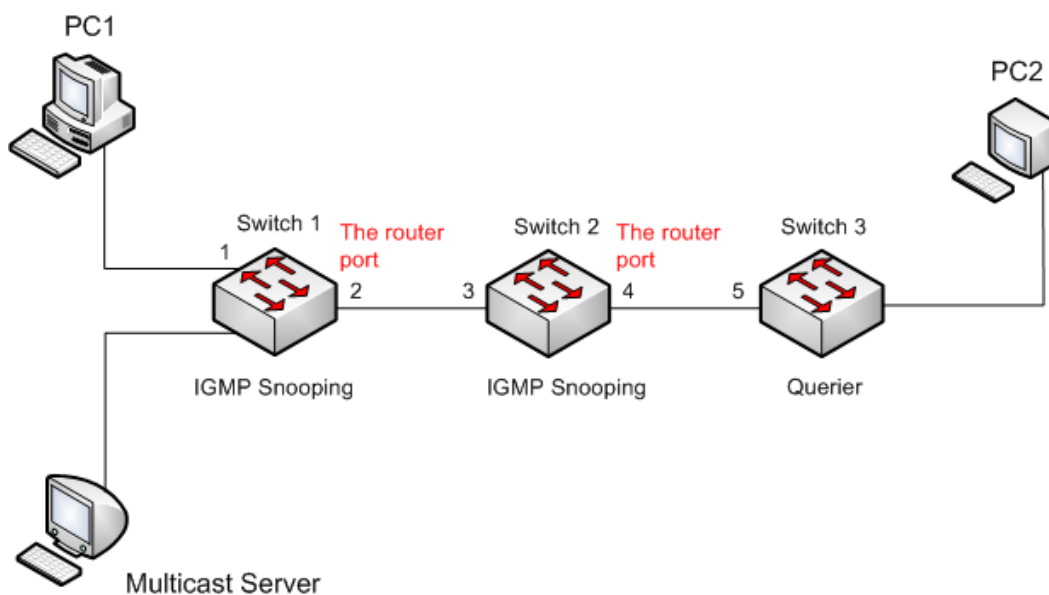 PC1
PC2
Switch 1
The router
port
Switch 2
The router
port
Switch 3
1
2
3
4
5
IGMP Snooping
IGMP Snooping
Querier
Multicast Server